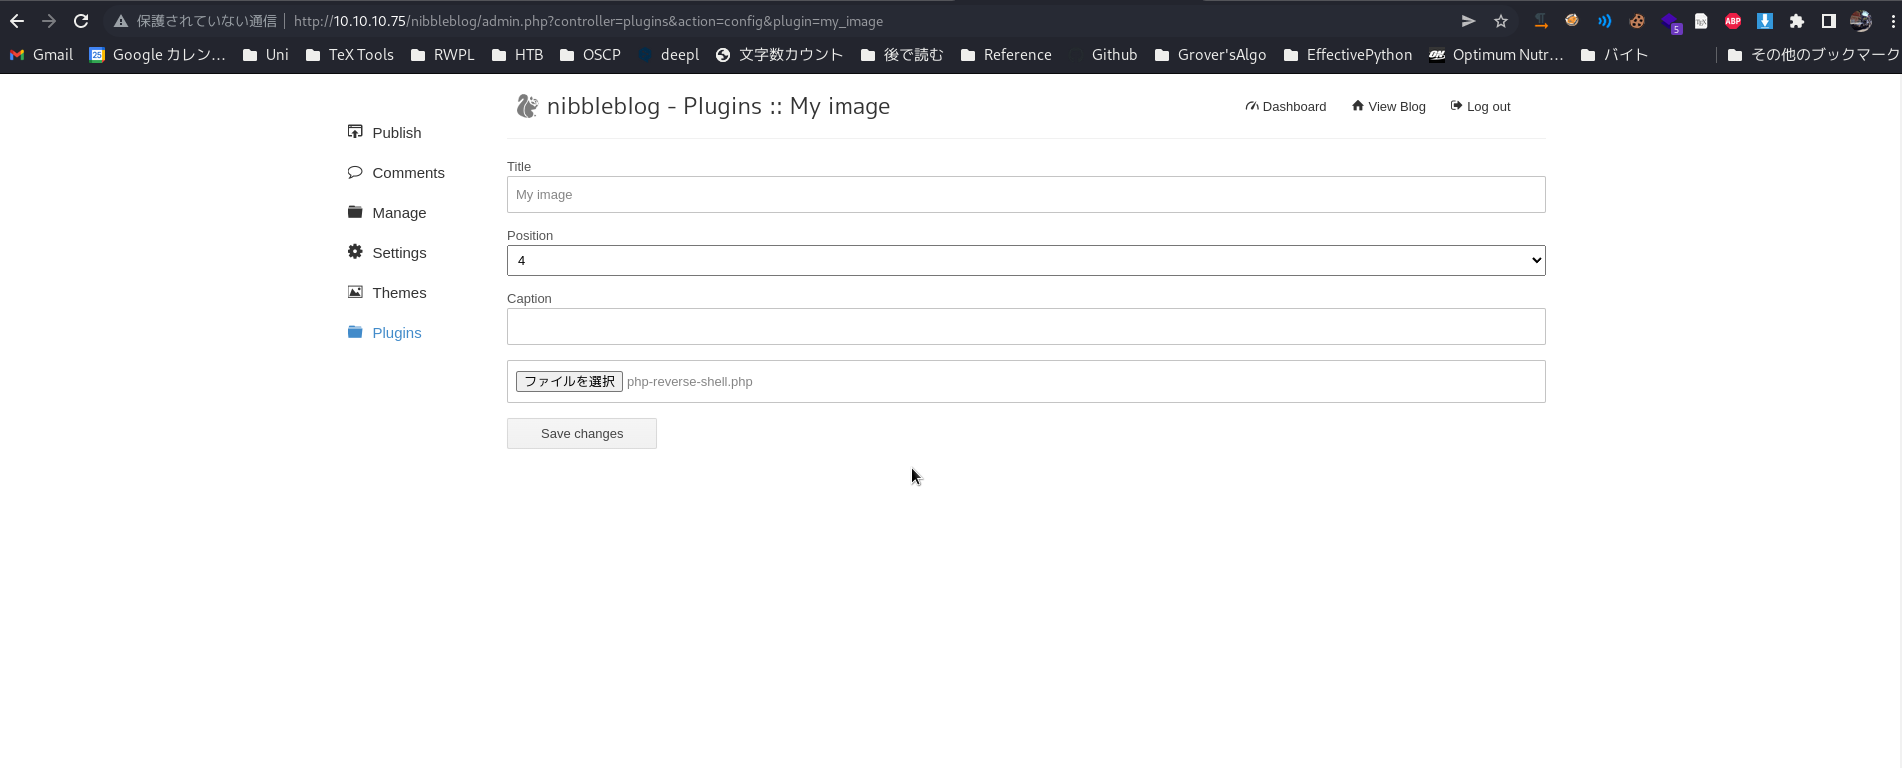 保護されていない通信 http://10.10.10.75/nibbleblog/admin.php?controller=plugins&action=config&plugin=my_image
5 ABP
Gmail 25 Google カレン… Uni TeX Tools RWPL HTB OSCP deepl 文字数カウント 後で読む Reference Github Grover'sAlgo EffectivePython ON Optimum Nutr… バイト その他のブックマーク
nibbleblog - Plugins :: My image
Dashboard View Blog Log out
Publish
Comments
Manage
Settings
Themes
Plugins
Title
My image
Position
4
Caption
ファイルを選択 php-reverse-shell.php
Save changes